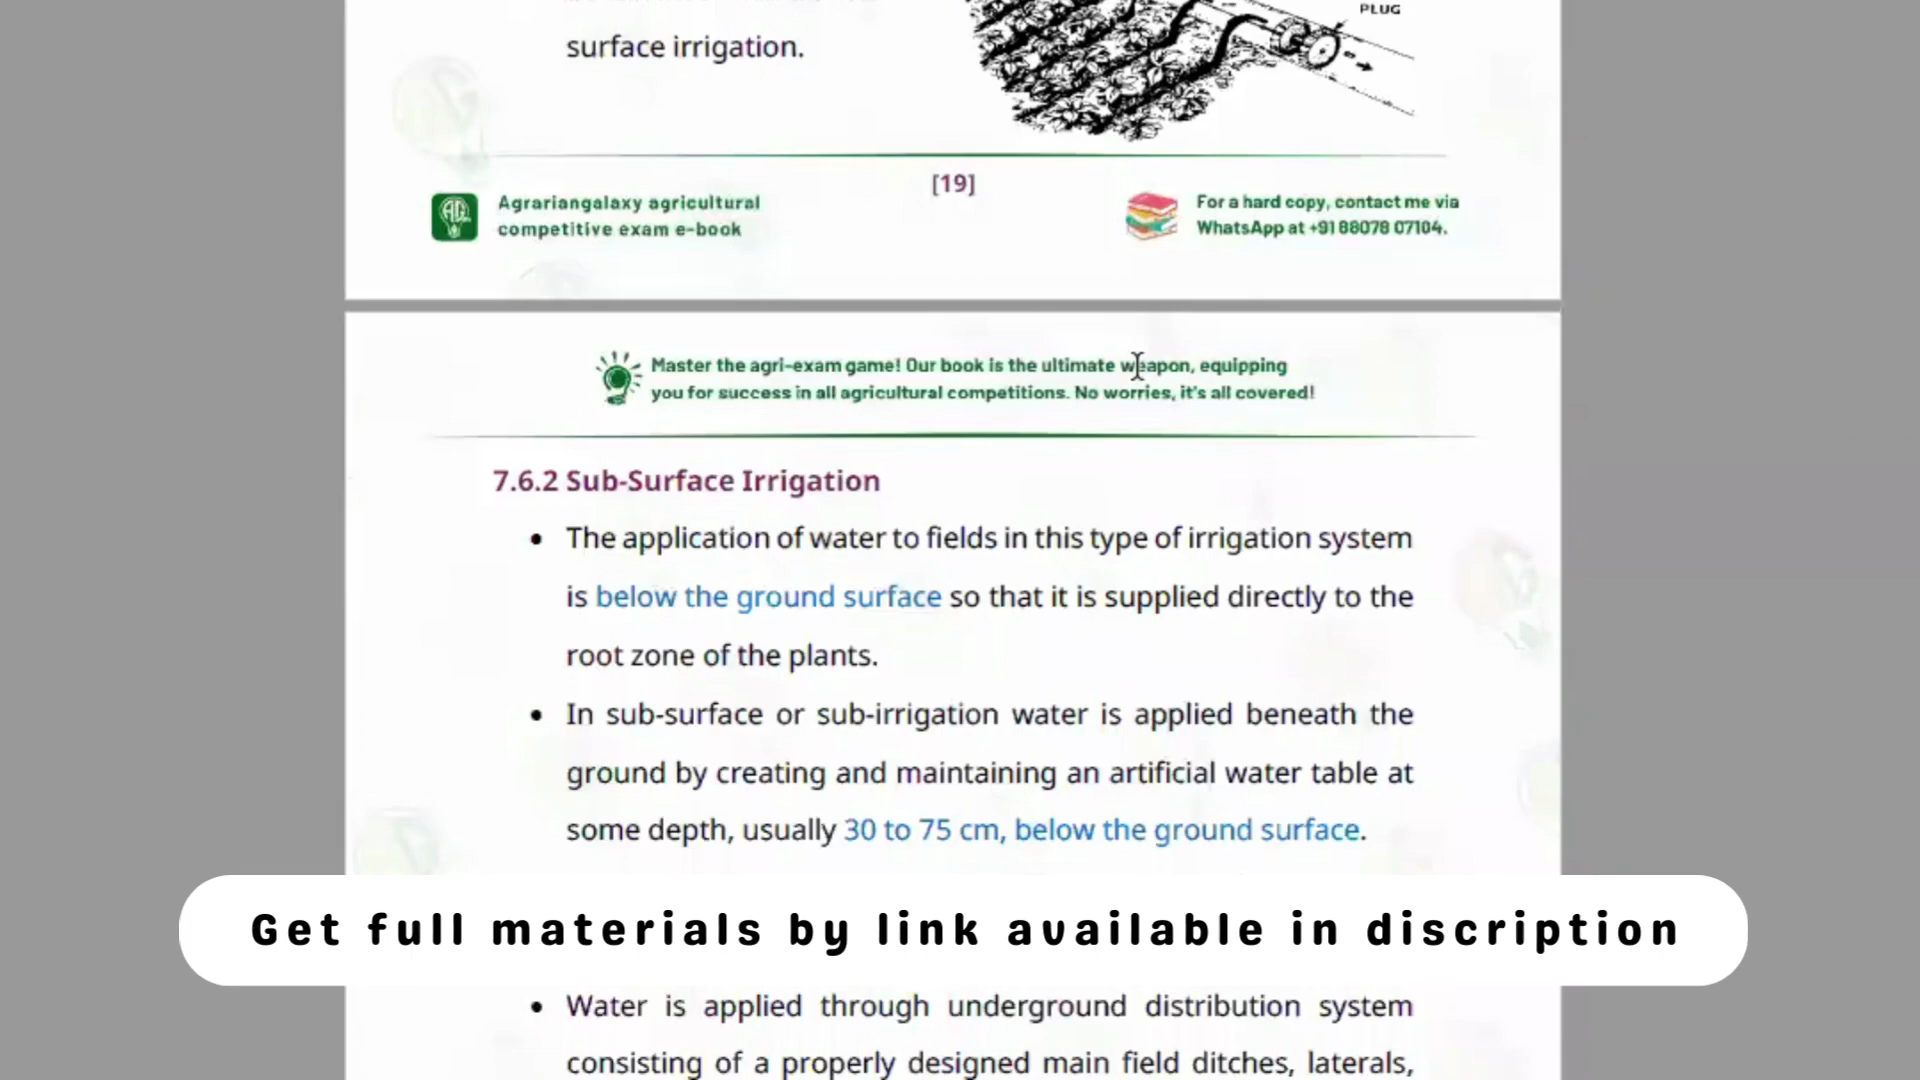 PLUG
surface irrigation.
[19]
Agrariangalaxy agricultural
competitive exam e-book
For a hard copy, contact me via
WhatsApp at +91 88078 07104.
Master the agri-exam game! Our book is the ultimate weapon, equipping
you for success in all agricultural competitions. No worries, it's all covered!
7.6.2 Sub-Surface Irrigation
• The application of water to fields in this type of irrigation system
is below the ground surface so that it is supplied directly to the
root zone of the plants.
• In sub-surface or sub-irrigation water is applied beneath the
ground by creating and maintaining an artificial water table at
some depth, usually 30 to 75 cm, below the ground surface.
Get full materials by link available in discription
• Water is applied through underground distribution system
consisting of a properly designed main field ditches, laterals,